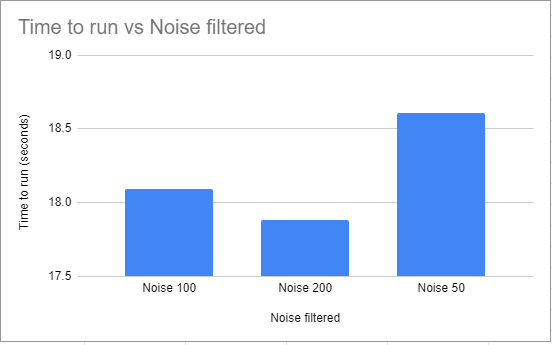 Time to run vs Noise filtered
Time to run (seconds)
19.0
18.5
18.0
17.5
Noise 100 Noise 200 Noise 50
Noise filtered